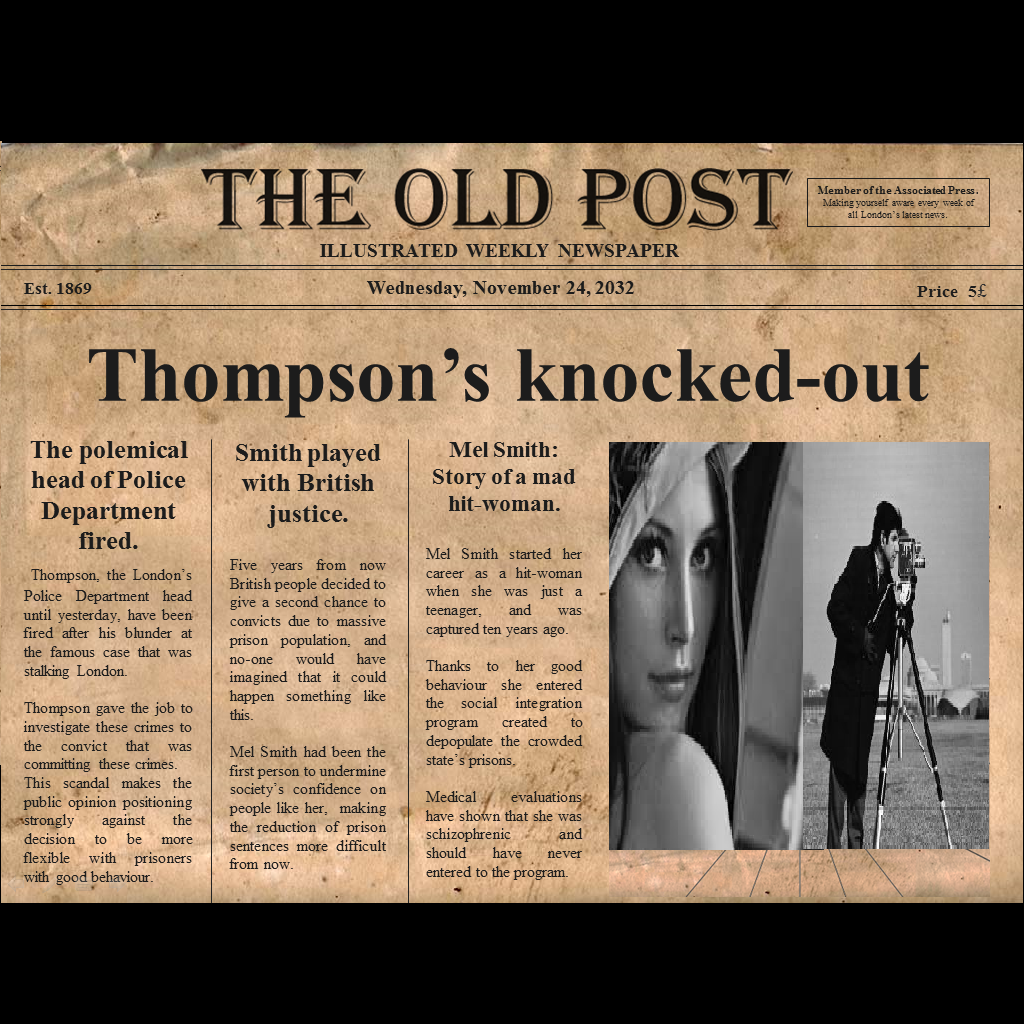 THE OLD POST
Member of the Associated Press.
Making yourself aware every week of
all London's latest news.
ILLUSTRATED WEEKLY NEWSPAPER
Est. 1869
Wednesday, November 24, 2032
Price 5£
Thompson's knocked-out
The polemical
head of Police
Department
fired.
Thompson, the London's
Police Department head
until yesterday, have been
fired after his blunder at
the famous case that was
stalking London.
Thompson gave the job to
investigate these crimes to
the convict that was
committing these crimes.
This scandal makes the
public opinion positioning
strongly against the
decision to be more
flexible with prisoners
with good behaviour.
Smith played
with British
justice.
Five years from now
British people decided to
give a second chance to
convicts due to massive
prison population, and
no-one would have
imagined that it could
happen something like
this.
Mel Smith had been the
first person to undermine
society's confidence on
people like her, making
the reduction of prison
sentences more difficult
from now.
Mel Smith:
Story of a mad
hit-woman.
Mel Smith started her
career as a hit-woman
when she was just a
teenager, and was
captured ten years ago.
Thanks to her good
behaviour she entered
the social integration
program created to
depopulate the crowded
state's prisons.
Medical evaluations
have shown that she was
schizophrenic and
should have never
entered to the program.